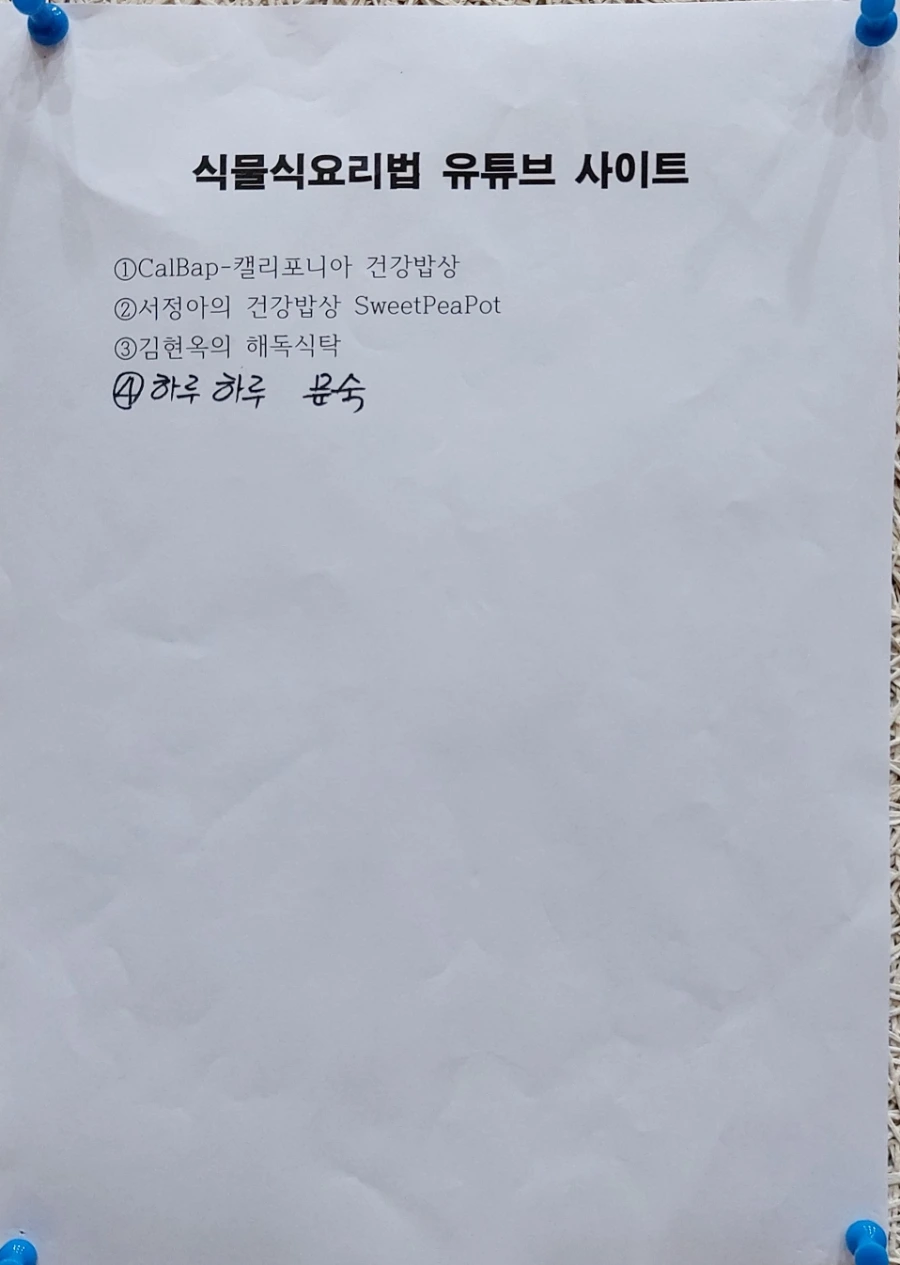 식물식요리법 유튜브 사이트
①CalBap-캘리포니아 건강밥상
②서정아의 건강밥상 SweetPeaPot
③김현옥의 해독식탁
④하루 하루 문숙